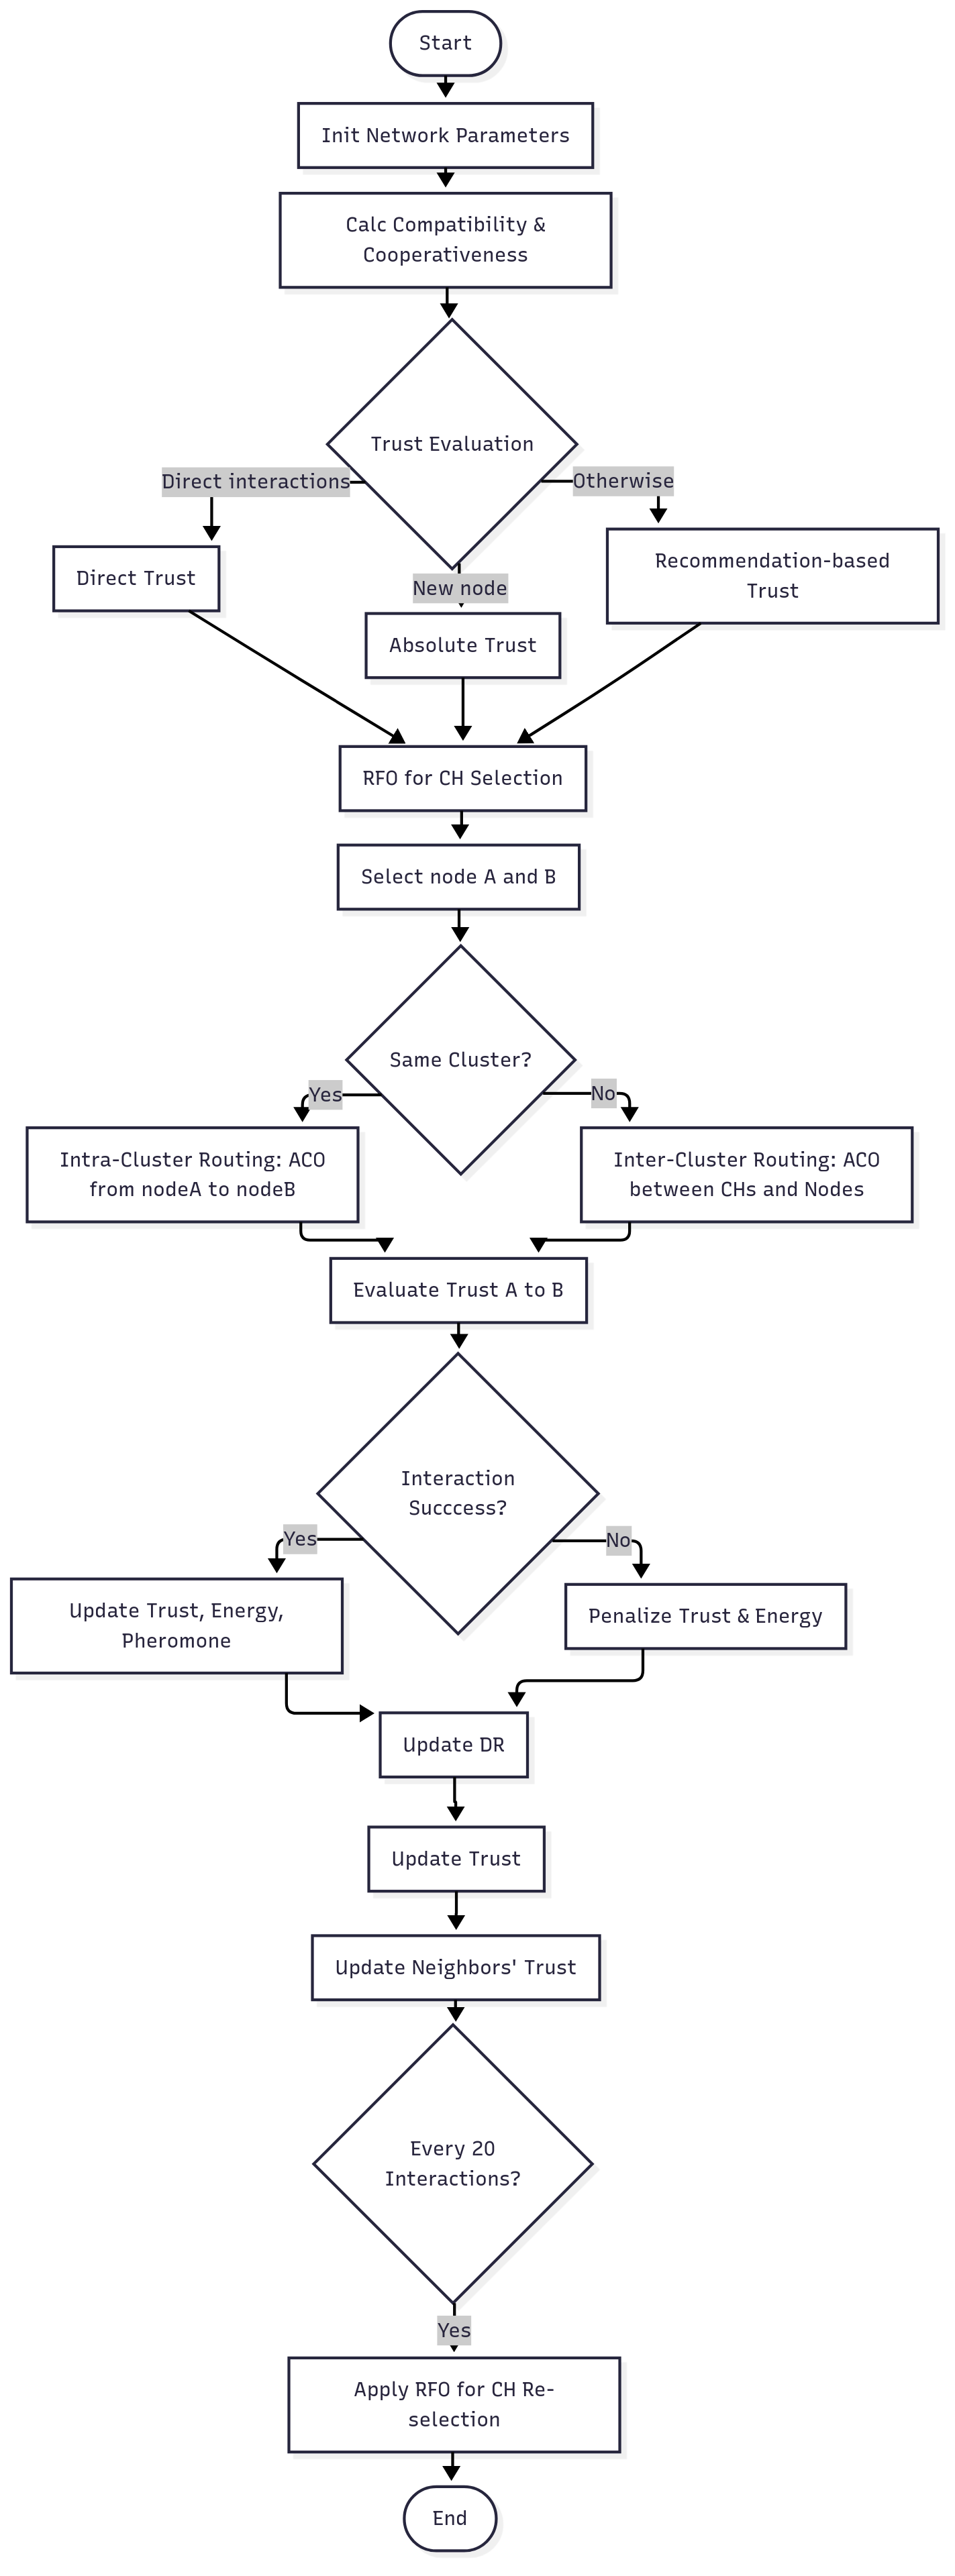 Start
Init Network Parameters
Calc Compatibility &
Cooperativeness
Trust Evaluation
Direct interactions
Otherwise
New node
Direct Trust
Absolute Trust
Recommendation-based
Trust
RFO for CH Selection
Select node A and B
Same Cluster?
Yes
No
Intra-Cluster Routing: ACO
from nodeA to nodeB
Inter-Cluster Routing: ACO
between CHs and Nodes
Evaluate Trust A to B
Interaction
Succcess?
Yes
No
Update Trust, Energy,
Pheromone
Penalize Trust & Energy
Update DR
Update Trust
Update Neighbors' Trust
Every 20
Interactions?
Yes
Apply RFO for CH Re-
selection
End